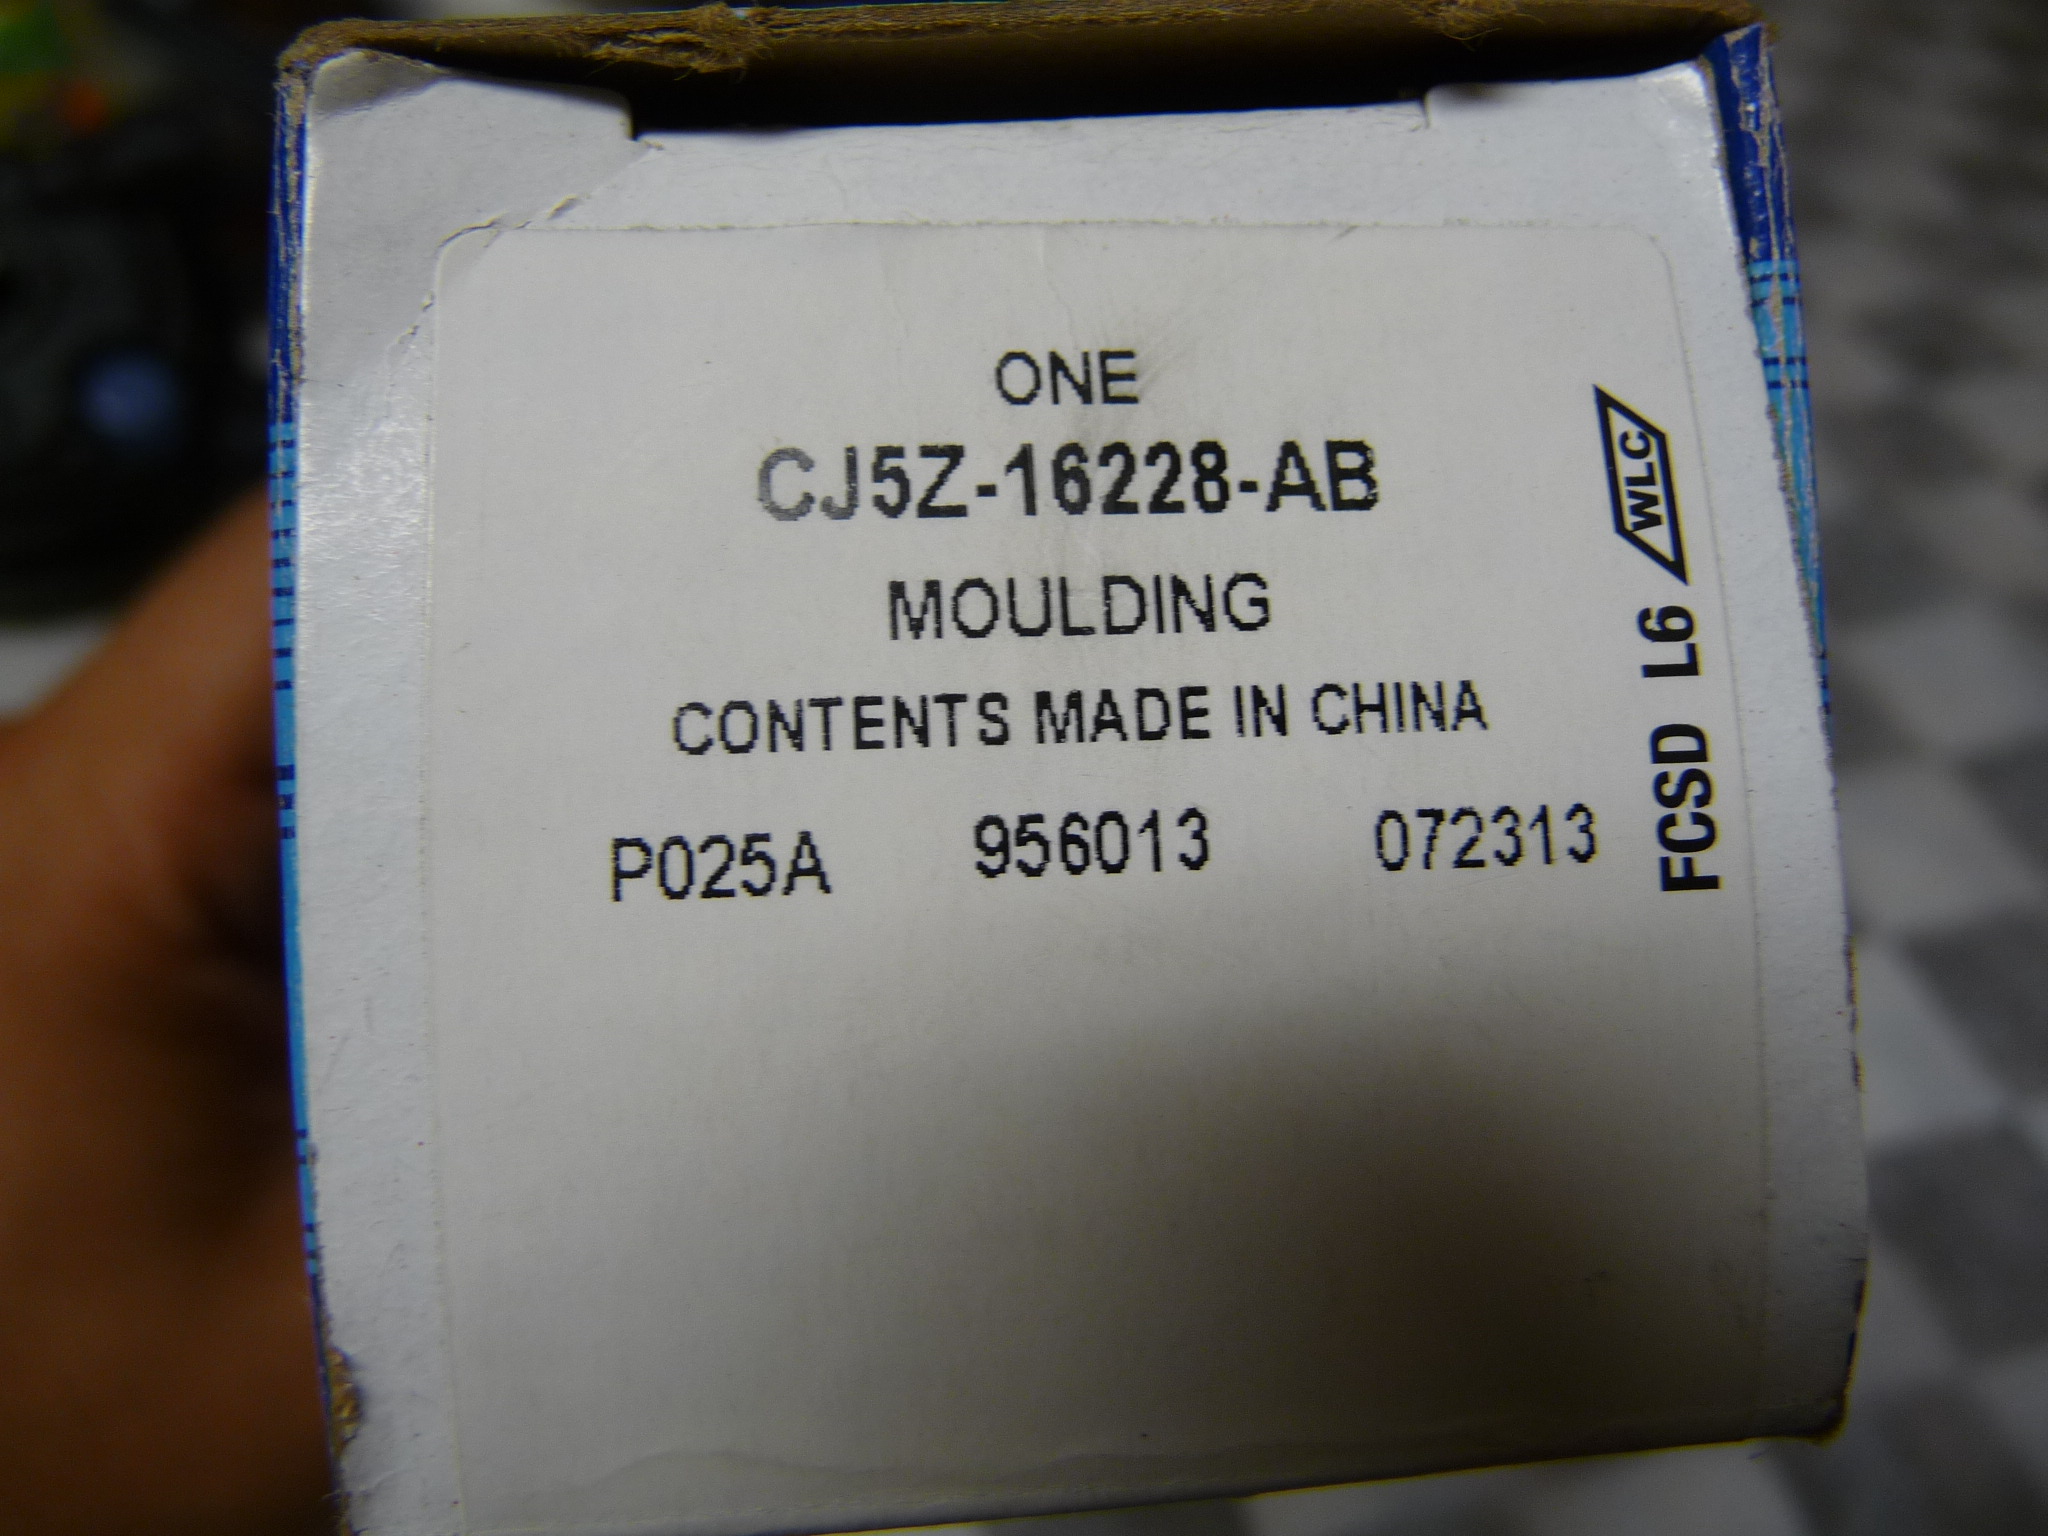 ONE
CJ5Z-16228-AB
MOULDING
CONTENTS MADE IN CHINA
P025A 956013 072313
FCSD L6 WLC